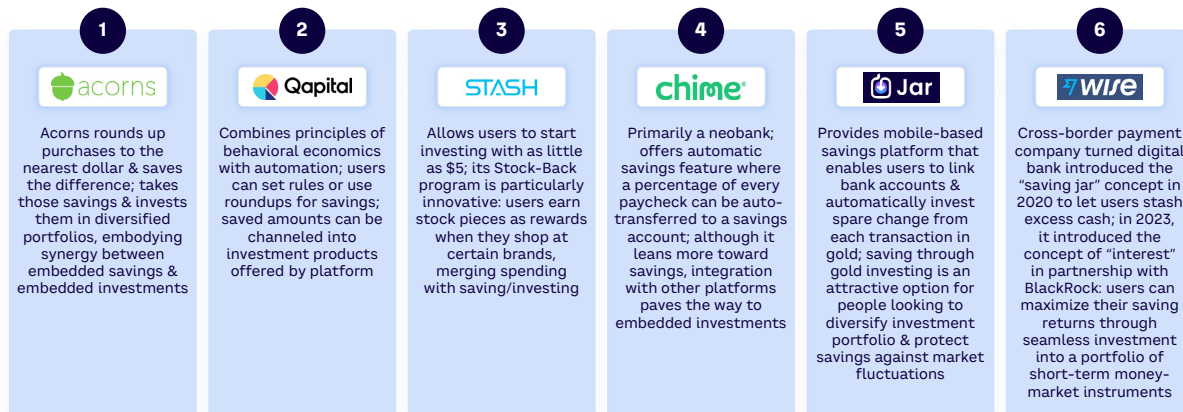 1
acorns
Acorns rounds up
purchases to the
nearest dollar & saves
the difference; takes
those savings & invests
them in diversified
portfolios, embodying
synergy between
embedded savings &
embedded investments
2
Qapital
Combines principles of
behavioral economics
with automation; users
can set rules or use
roundups for savings;
saved amounts can be
channeled into
investment products
offered by platform
3
STASH
Allows users to start
investing with as little
as $5; its Stock-Back
program is particularly
innovative: users earn
stock pieces as rewards
when they shop at
certain brands,
merging spending
with saving/investing
4
chime®
Primarily a neobank;
offers automatic
savings feature where
a percentage of every
paycheck can be auto-
transferred to a savings
account; although it
leans more toward
savings, integration
with other platforms
paves the way to
embedded investments
5
Jar
Provides mobile-based
savings platform that
enables users to link
bank accounts &
automatically invest
spare change from
each transaction in
gold; saving through
gold investing is an
attractive option for
people looking to
diversify investment
portfolio & protect
savings against market
fluctuations
6
WISE
Cross-border payment
company turned digital
bank introduced the
“saving jar” concept in
2020 to let users stash
excess cash; in 2023,
it introduced the
concept of “interest”
in partnership with
BlackRock: users can
maximize their saving
returns through
seamless investment
into a portfolio of
short-term money-
market instruments